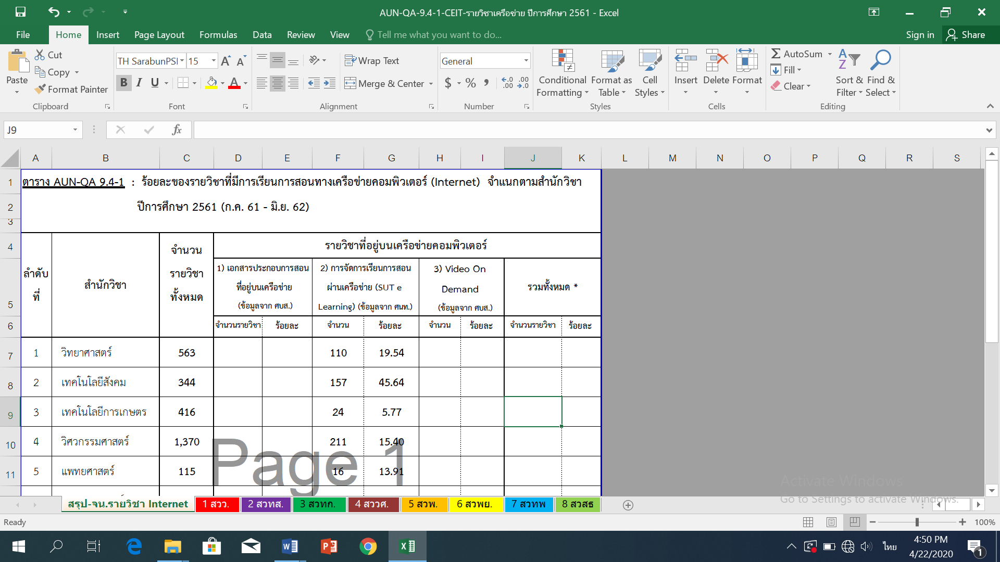 AUN-QA-9.4-1-CEIT-รายวิชาเครือข่าย ปีการศึกษา 2561 - Excel
File Home Insert Page Layout Formulas Data Review View Tell me what you want to do... Sign in Share
Paste Cut Copy Format Painter Clipboard
TH SarabunPSI 15 B I U A A A Font
Wrap Text Merge & Center Alignment
General $ % , Number
Conditional Formatting Format as Table Cell Styles Styles
Insert Delete Format Cells
AutoSum Fill Clear Sort & Filter Find & Select Editing
J9 fx
A B C D E F G H I J K L M N O P Q R S
1 ตาราง AUN-QA 9.4-1 : ร้อยละของรายวิชาที่มีการเรียนการสอนทางเครือข่ายคอมพิวเตอร์ (Internet) จำแนกตามสำนักวิชา
2 ปีการศึกษา 2561 (ก.ค. 61 - มิ.ย. 62)
3
4 รายวิชาที่อยู่บนเครือข่ายคอมพิวเตอร์
ลำดับ
ที่
สำนักวิชา
จำนวน
รายวิชา
ทั้งหมด
5
1) เอกสารประกอบการสอน
ที่อยู่บนเครือข่าย
(ข้อมูลจาก ศบส.)
2) การจัดการเรียนการสอน
ผ่านเครือข่าย (SUT e
Learning) (ข้อมูลจาก ศนท.)
3) Video On
Demand
(ข้อมูลจาก ศบส.)
รวมทั้งหมด *
6 จำนวนรายวิชา ร้อยละ จำนวน ร้อยละ จำนวน ร้อยละ จำนวนรายวิชา ร้อยละ
7 1 วิทยาศาสตร์ 563 110 19.54
8 2 เทคโนโลยีสังคม 344 157 45.64
9 3 เทคโนโลยีการเกษตร 416 24 5.77
10 4 วิศวกรรมศาสตร์ 1,370 211 15.40
11 5 แพทยศาสตร์ 115 16 13.91
Page 1
Activate Windows
Go to Settings to activate Windows.
สรุป-จน.รายวิชา Internet 1 สวว. 2 สวทส. 3 สวทก. 4 สววศ. 5 สวพ. 6 สวพย. 7 สวทพ 8 สวสธ
Ready 100%
ไทย 4:50 PM
4/22/2020 1